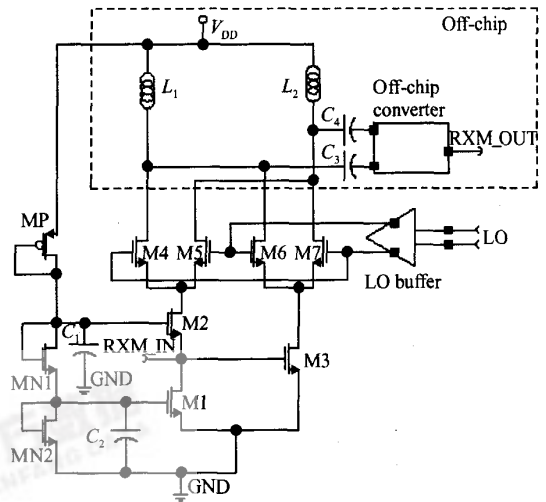 Off-chip
V_DD
L_1
L_2
Off-chip
converter
C_4
C_3
RXM_OUT
MP
M4
M5
M6
M7
LO
LO buffer
M2
C_1
RXM_IN
M3
MN1
GND
M1
MN2
C_2
GND